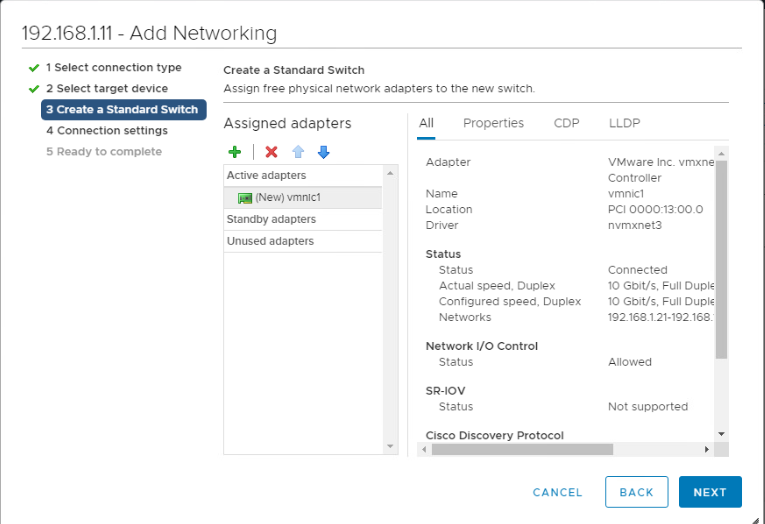 192.168.1.11 - Add Networking
1 Select connection type
2 Select target device
3 Create a Standard Switch
4 Connection settings
5 Ready to complete
Create a Standard Switch
Assign free physical network adapters to the new switch.
Assigned adapters
Active adapters
(New) vmnic1
Standby adapters
Unused adapters
All Properties CDP LLDP
Adapter VMware Inc. vmxne
Controller
Name vmnic1
Location PCI 0000:13:00.0
Driver nvmxnet3
Status
Status Connected
Actual speed, Duplex 10 Gbit/s, Full Duple
Configured speed, Duplex 10 Gbit/s, Full Duple
Networks 192.168.1.21-192.168.
Network I/O Control
Status Allowed
SR-IOV
Status Not supported
Cisco Discovery Protocol
CANCEL BACK NEXT